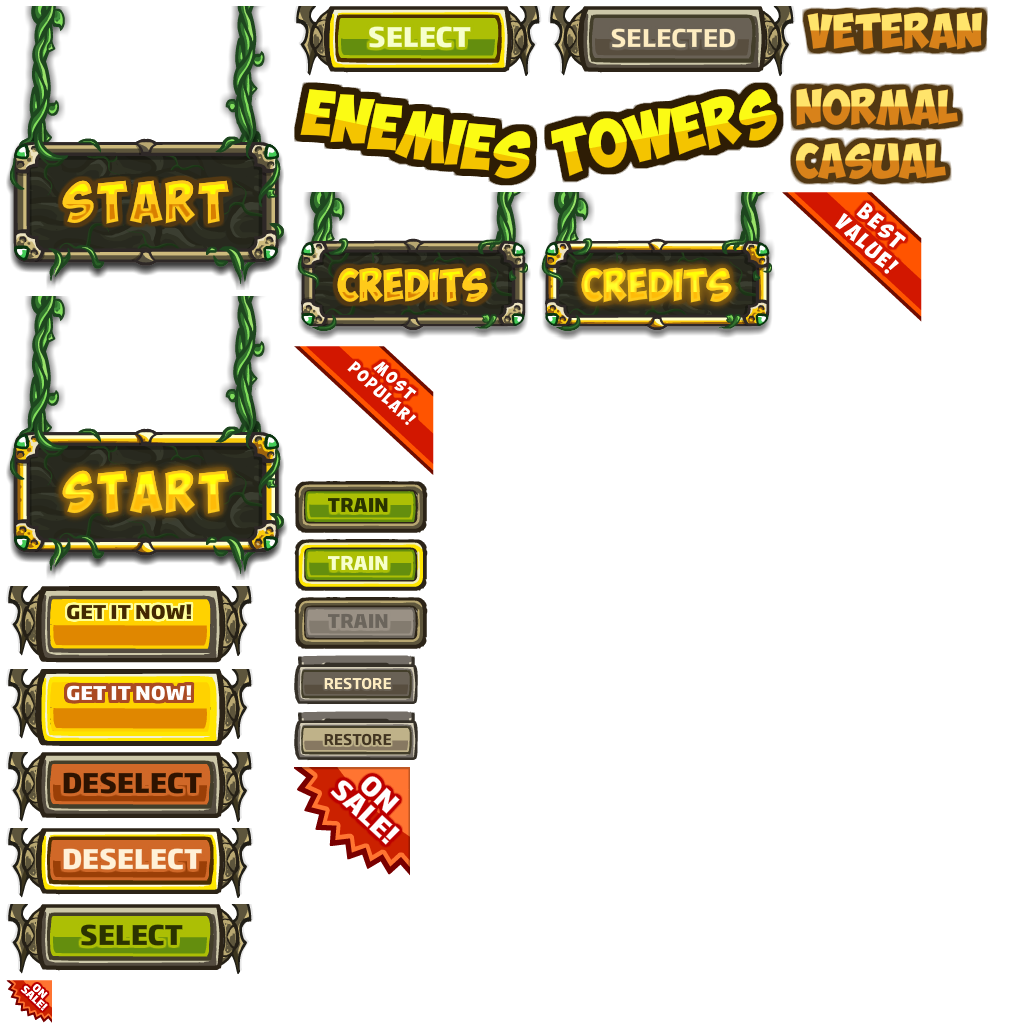 SELECT
SELECTED
VETERAN
ENEMIES
TOWERS
NORMAL
CASUAL
START
CREDITS
CREDITS
BEST
VALUE!
MOST
POPULAR!
START
TRAIN
TRAIN
TRAIN
RESTORE
RESTORE
ON
SALE!
GET IT NOW!
GET IT NOW!
DESELECT
DESELECT
SELECT
ON
SALE!